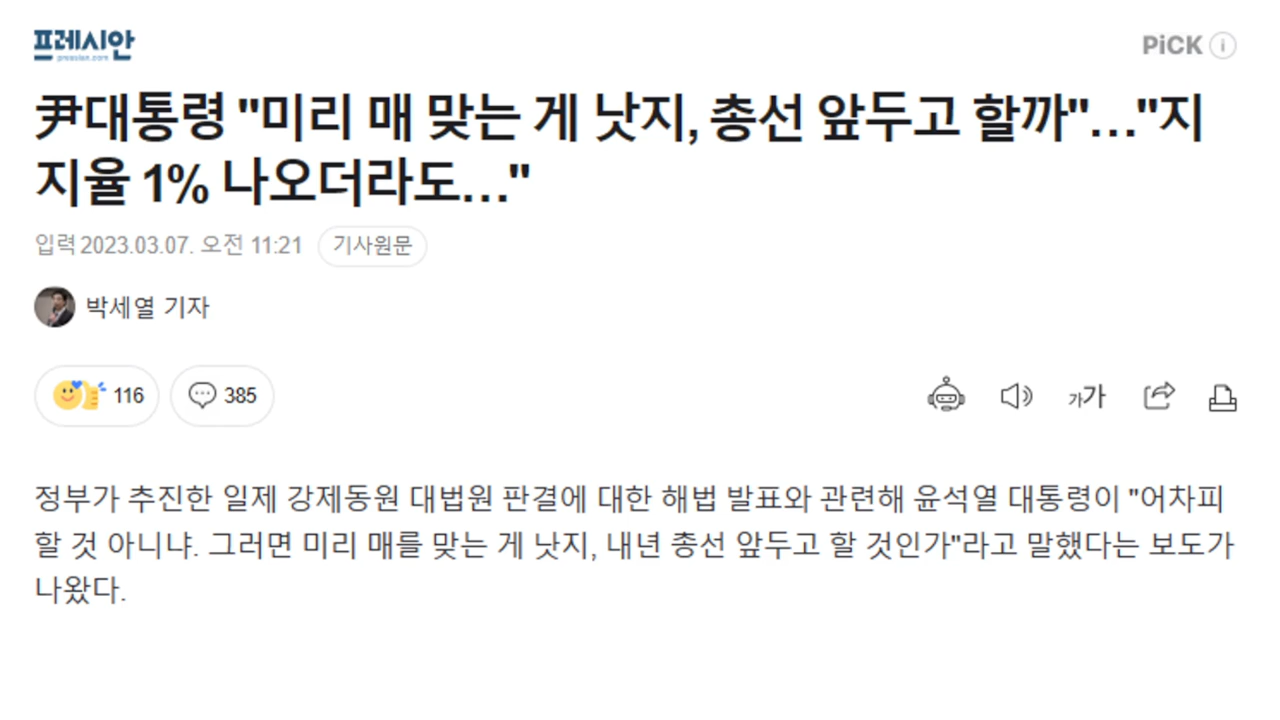 프레시안
pressian.com
PiCK
尹대통령 "미리 매 맞는 게 낫지, 총선 앞두고 할까"…"지
지율 1% 나오더라도…"
입력 2023.03.07. 오전 11:21 기사원문
박세열 기자
116 385
가가
정부가 추진한 일제 강제동원 대법원 판결에 대한 해법 발표와 관련해 윤석열 대통령이 "어차피
할 것 아니냐. 그러면 미리 매를 맞는 게 낫지, 내년 총선 앞두고 할 것인가"라고 말했다는 보도가
나왔다.